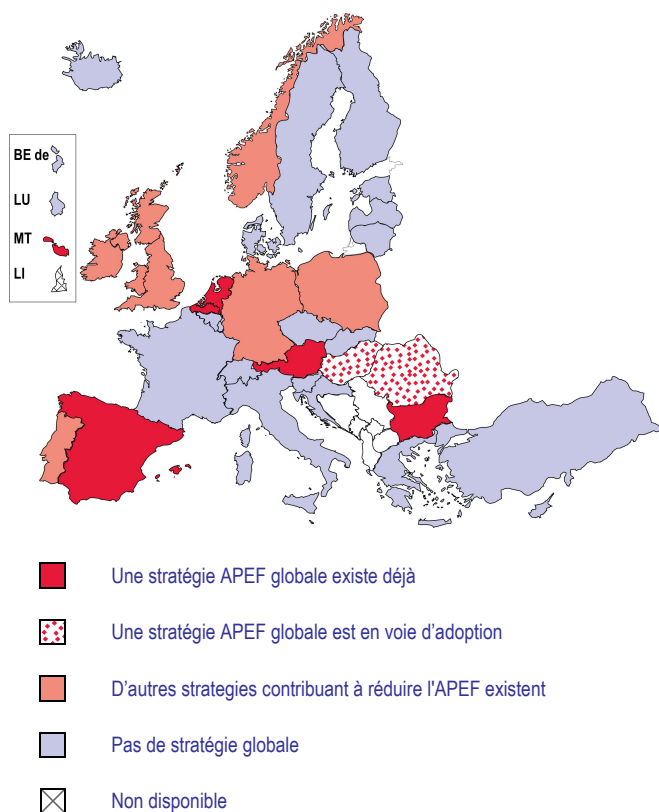 BE de
LU
MT
LI
Une stratégie APEF globale existe déjà
Une stratégie APEF globale est en voie d’adoption
D’autres strategies contribuant à réduire l'APEF existent
Pas de stratégie globale
Non disponible